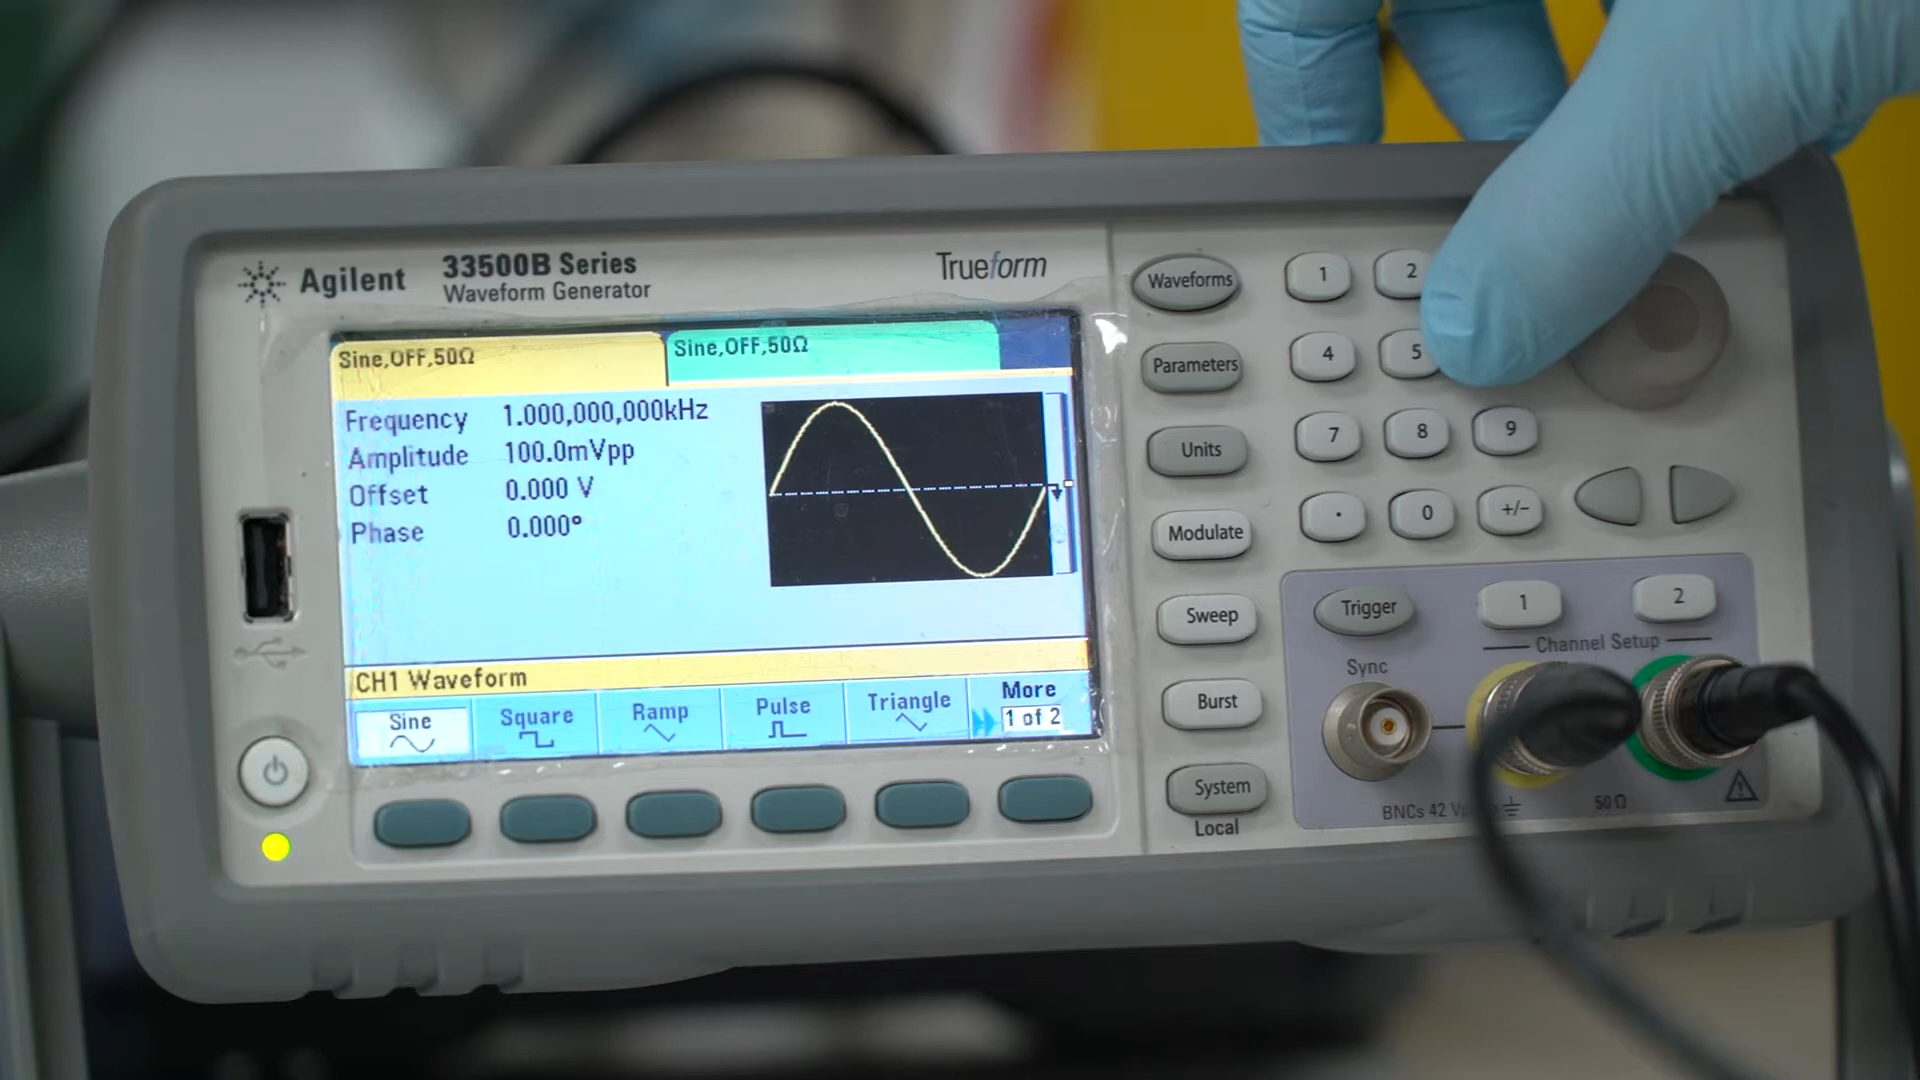 Agilent
33500B Series
Waveform Generator
Trueform
Sine,OFF,50Ω
Sine,OFF,50Ω
Frequency 1.000,000,000kHz
Amplitude 100.0mVpp
Offset 0.000 V
Phase 0.000°
CH1 Waveform
Sine
Square
Ramp
Pulse
Triangle
More
1 of 2
Waveforms
Parameters
Units
Modulate
Sweep
Burst
System
Local
1 2
4 5
7 8 9
. 0 +/-
Trigger
1 2
Channel Setup
Sync
BNCs 42 V
50Ω